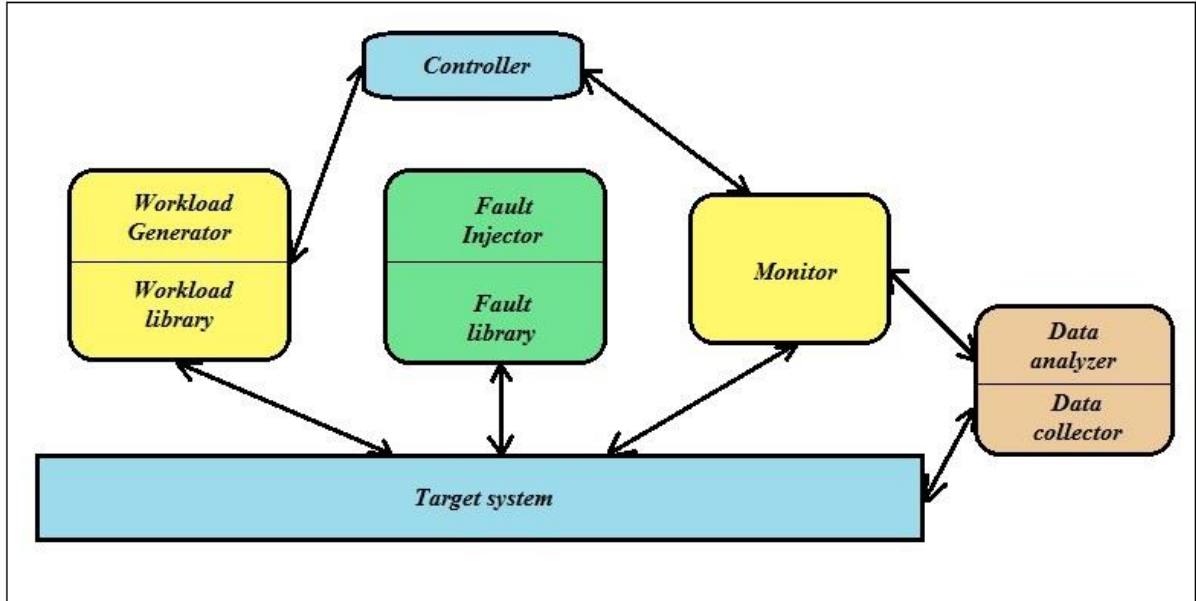 Controller
Workload
Generator
Workload
library
Fault
Injector
Fault
library
Monitor
Data
analyzer
Data
collector
Target system